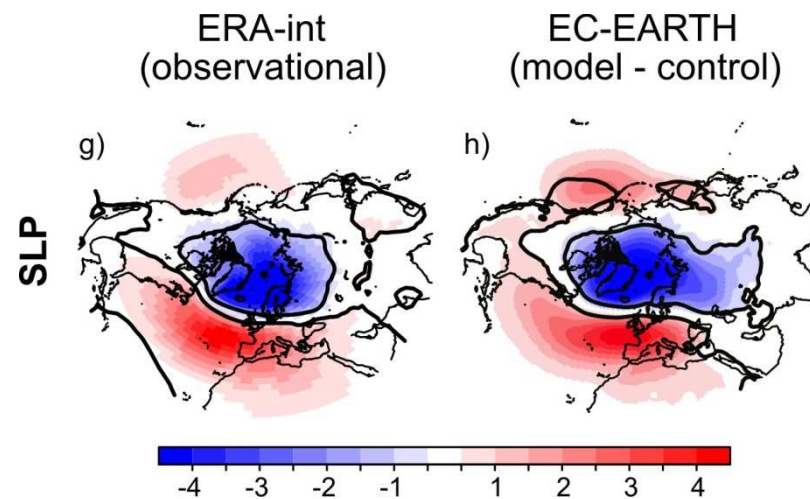 ERA-int
(observational)
EC-EARTH
(model - control)
g)
h)
SLP
-4 -3 -2 -1 1 2 3 4